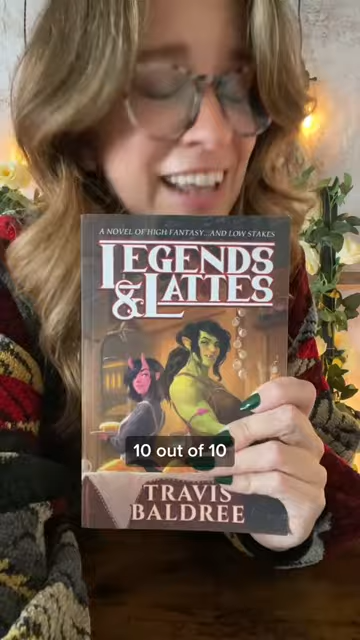 A NOVEL OF HIGH FANTASY...AND LOW STAKES
LEGENDS
& LATTES
10 out of 10
TRAVIS
BALDREE